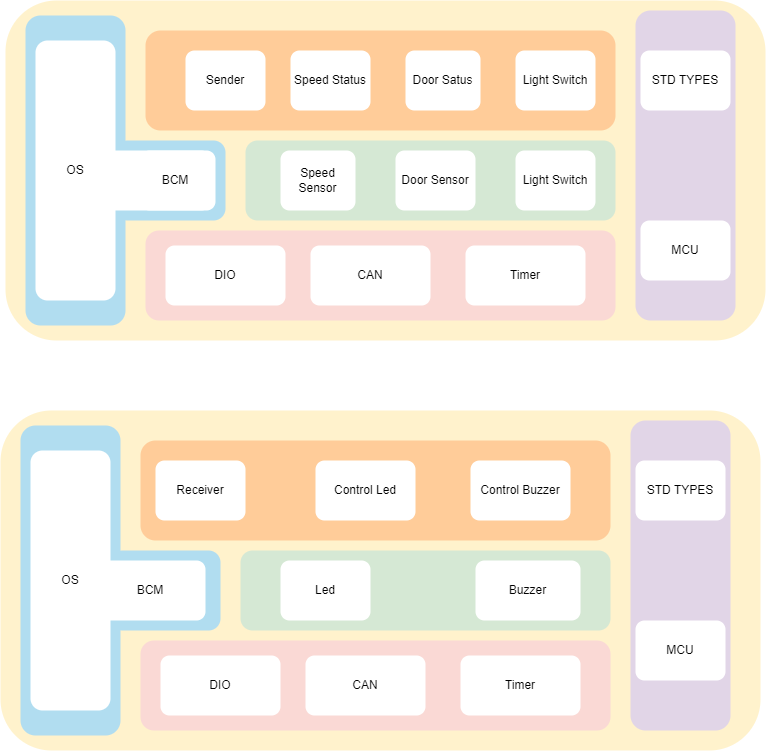 Sender
Speed Status
Door Satus
Light Switch
STD TYPES
OS
BCM
Speed
Sensor
Door Sensor
Light Switch
MCU
DIO
CAN
Timer
Receiver
Control Led
Control Buzzer
STD TYPES
OS
BCM
Led
Buzzer
MCU
DIO
CAN
Timer